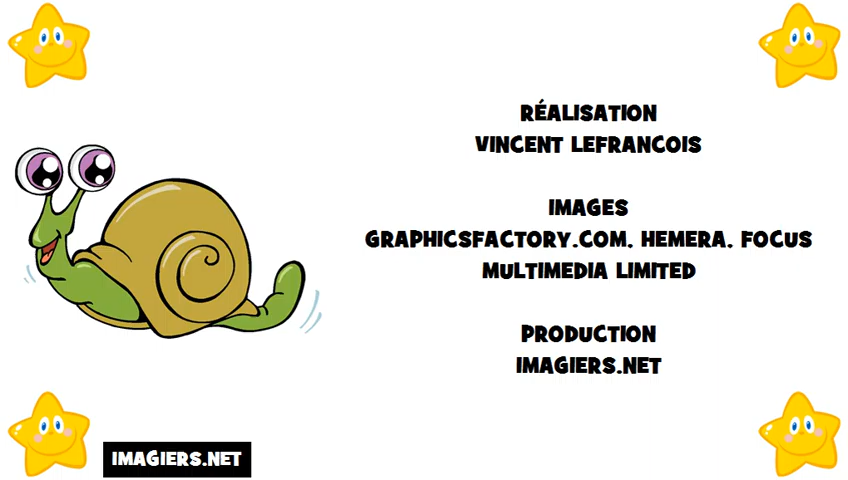 RÉALISATION
VINCENT LEFRANCOIS
IMAGES
GRAPHICSFACTORY.COM, HEMERA, FOCUS
MULTIMEDIA LIMITED
PRODUCTION
IMAGIERS.NET
IMAGIERS.NET